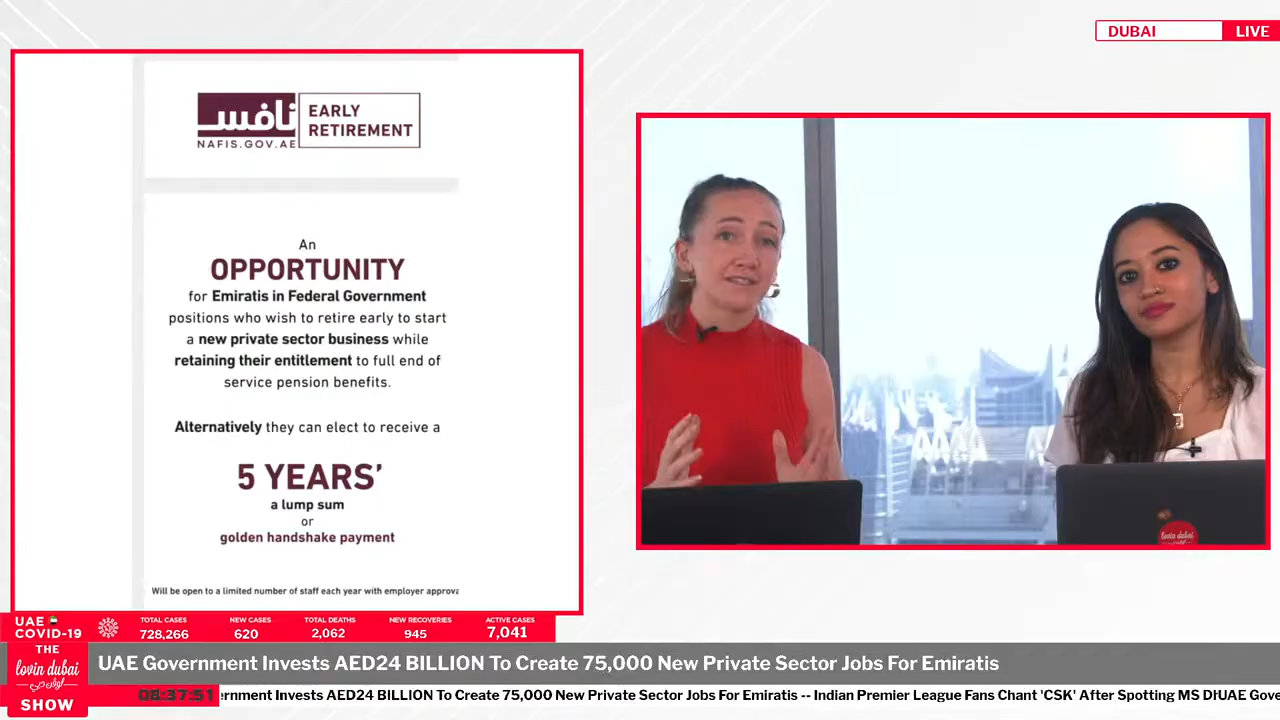 DUBAI
LIVE
نافس
NAFIS.GOV.AE
EARLY
RETIREMENT
An
OPPORTUNITY
for Emiratis in Federal Government
positions who wish to retire early to start
a new private sector business while
retaining their entitlement to full end of
service pension benefits.
Alternatively they can elect to receive a
5 YEARS’
a lump sum
or
golden handshake payment
Will be open to a limited number of staff each year with employer approva
lovin dubai
UAE
COVID-19
TOTAL CASES
728,266
NEW CASES
620
TOTAL DEATHS
2,062
NEW RECOVERIES
945
ACTIVE CASES
7,041
THE
lovin dubai
SHOW
UAE Government Invests AED24 BILLION To Create 75,000 New Private Sector Jobs For Emiratis
08:37:51
ernment Invests AED24 BILLION To Create 75,000 New Private Sector Jobs For Emiratis -- Indian Premier League Fans Chant 'CSK' After Spotting MS DHUAE Gove